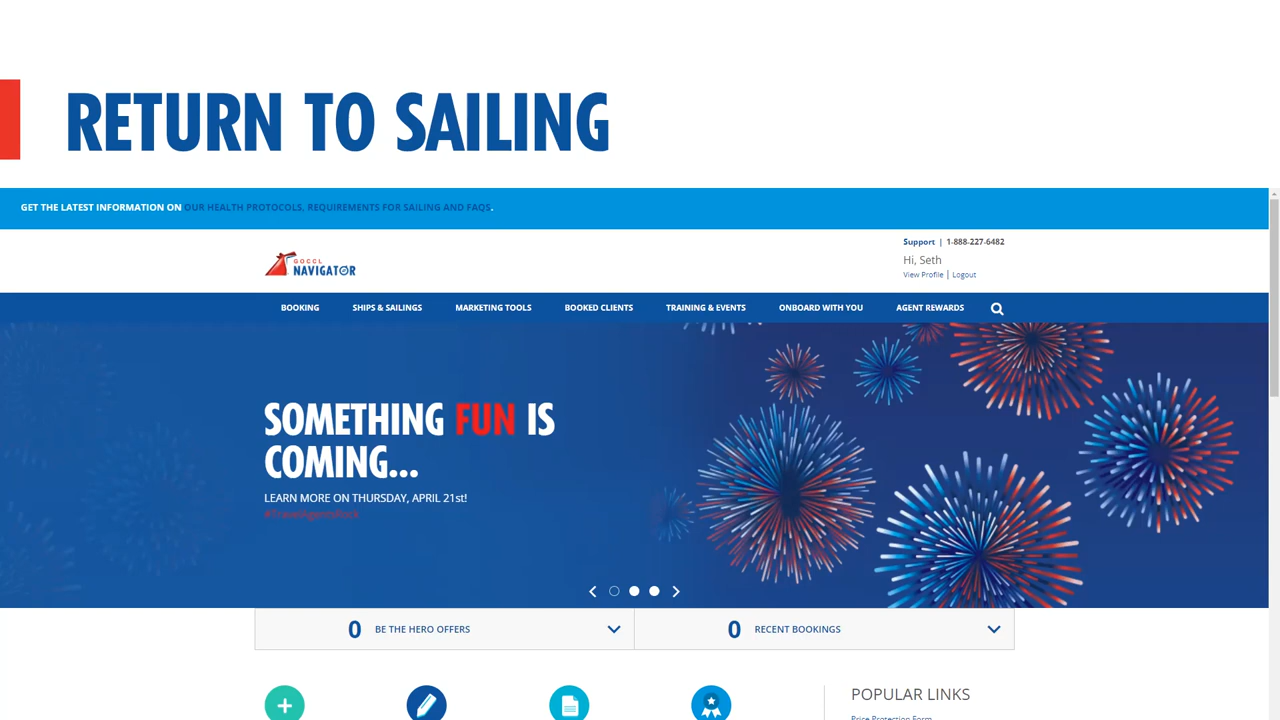 RETURN TO SAILING
GET THE LATEST INFORMATION ON OUR HEALTH PROTOCOLS, REQUIREMENTS FOR SAILING AND FAQS.
Support | 1-888-227-6482
GOCCL
NAVIGATOR
Hi, Seth
View Profile | Logout
BOOKING SHIPS & SAILINGS MARKETING TOOLS BOOKED CLIENTS TRAINING & EVENTS ONBOARD WITH YOU AGENT REWARDS
SOMETHING FUN IS
COMING...
LEARN MORE ON THURSDAY, APRIL 21st!
#TravelAgentsRock
0 BE THE HERO OFFERS 0 RECENT BOOKINGS
POPULAR LINKS
Price Protection Form